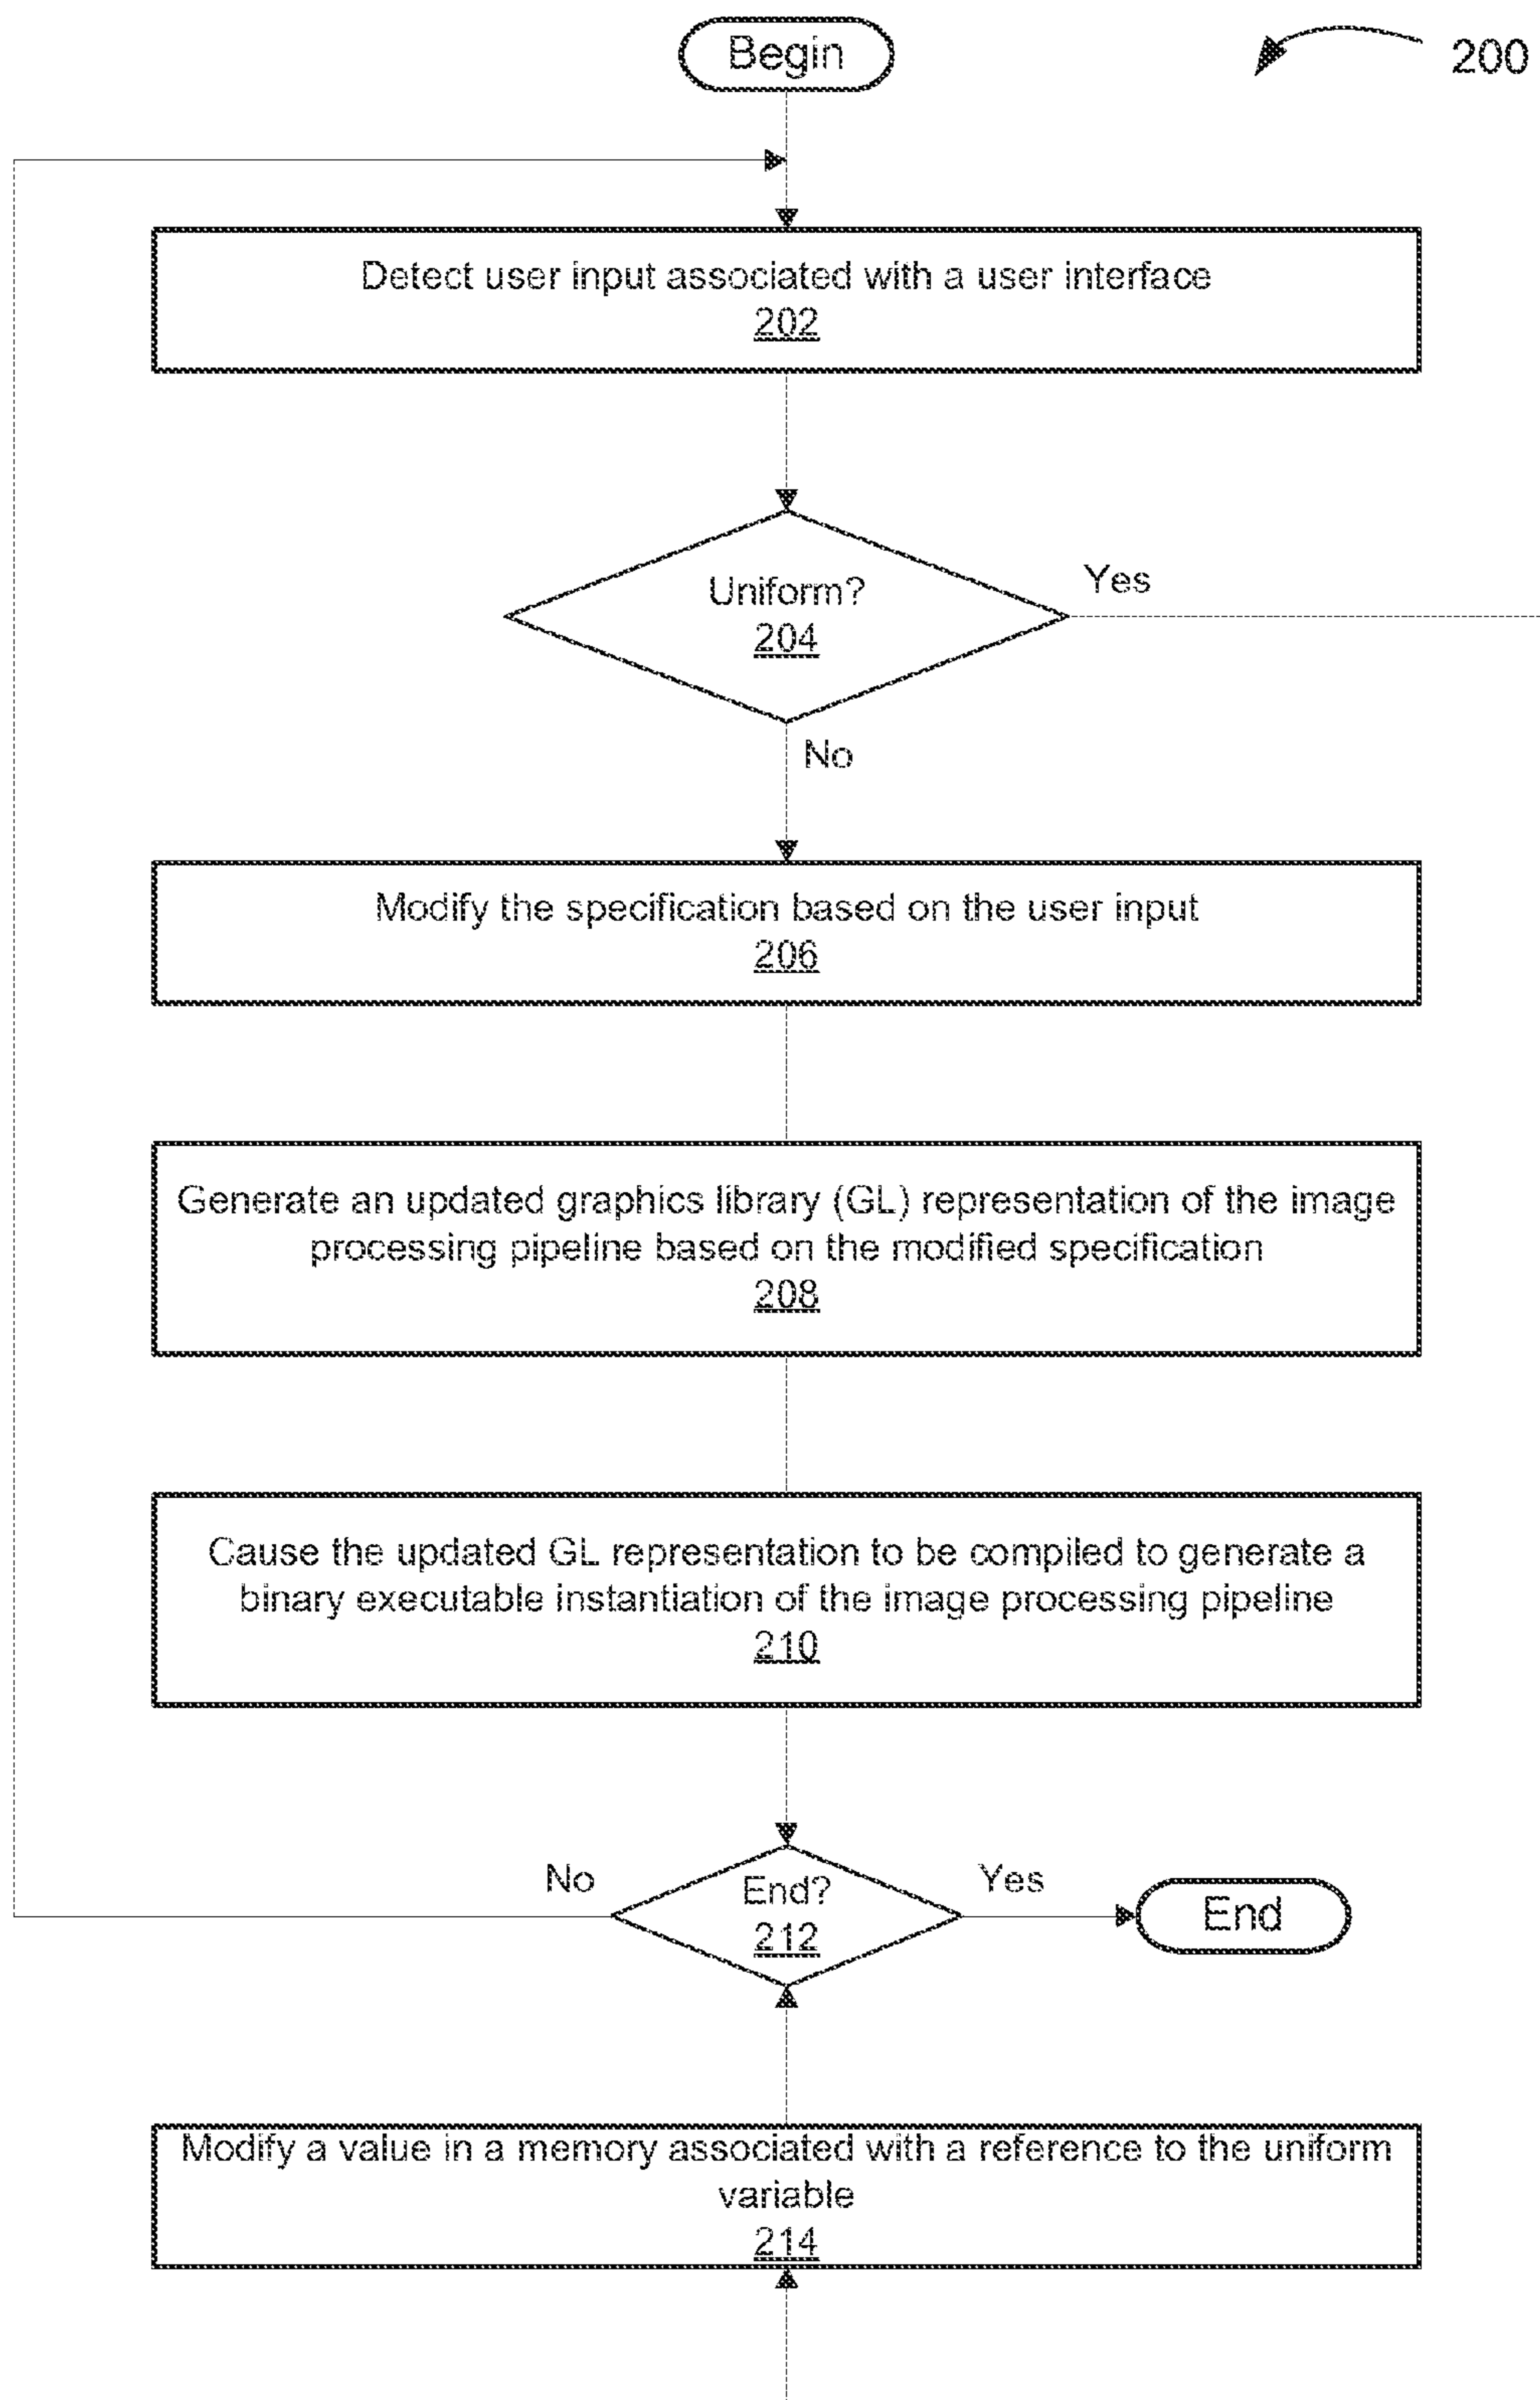 Begin
200
Detect user input associated with a user interface
202
Uniform?
204
Yes
No
Modify the specification based on the user input
206
Generate an updated graphics library (GL) representation of the image
processing pipeline based on the modified specification
208
Cause the updated GL representation to be compiled to generate a
binary executable instantiation of the image processing pipeline
210
No
End?
212
Yes
End
Modify a value in a memory associated with a reference to the uniform
variable
214